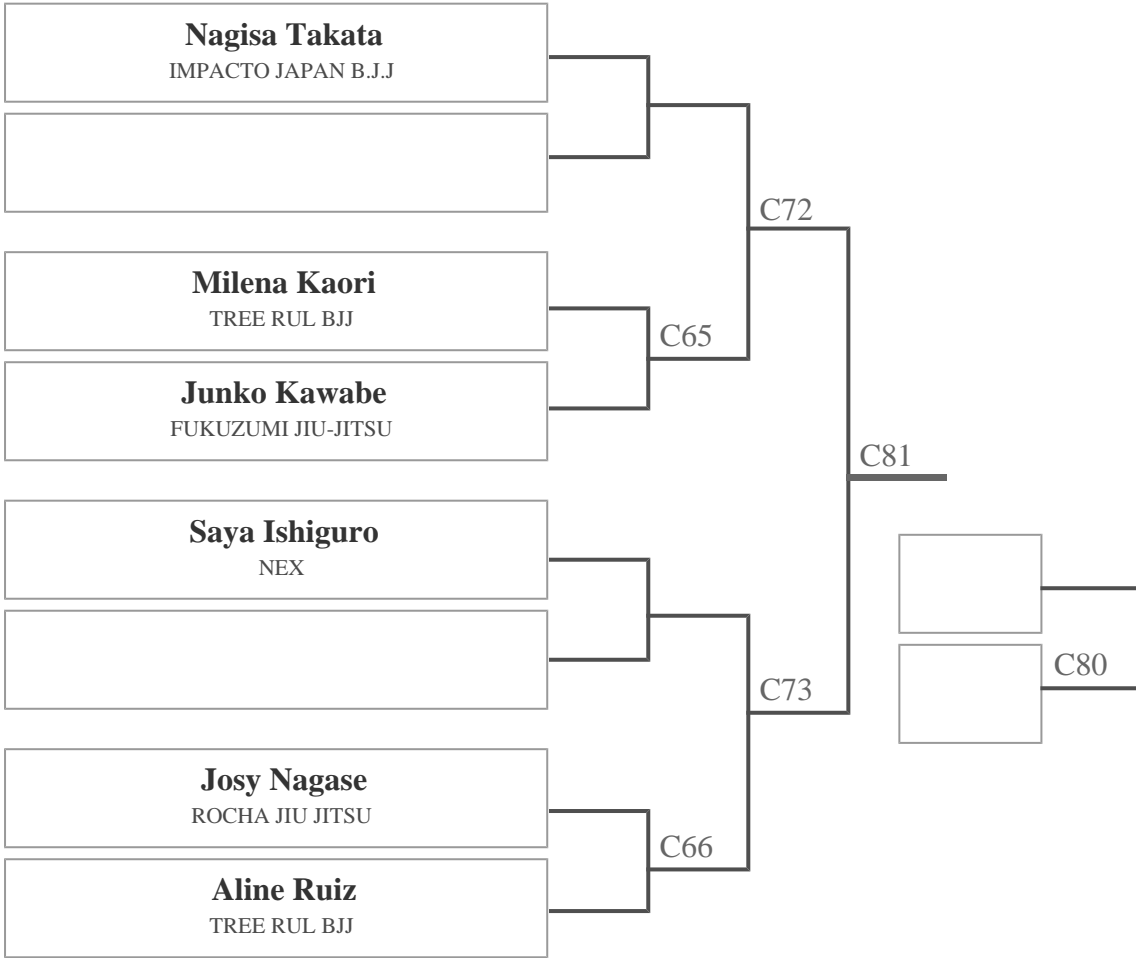 Nagisa Takata
IMPACTO JAPAN B.J.J
C72
Milena Kaori
TREE RUL BJJ
C65
Junko Kawabe
FUKUZUMI JIU-JITSU
C81
Saya Ishiguro
NEX
C80
C73
Josy Nagase
ROCHA JIU JITSU
C66
Aline Ruiz
TREE RUL BJJ